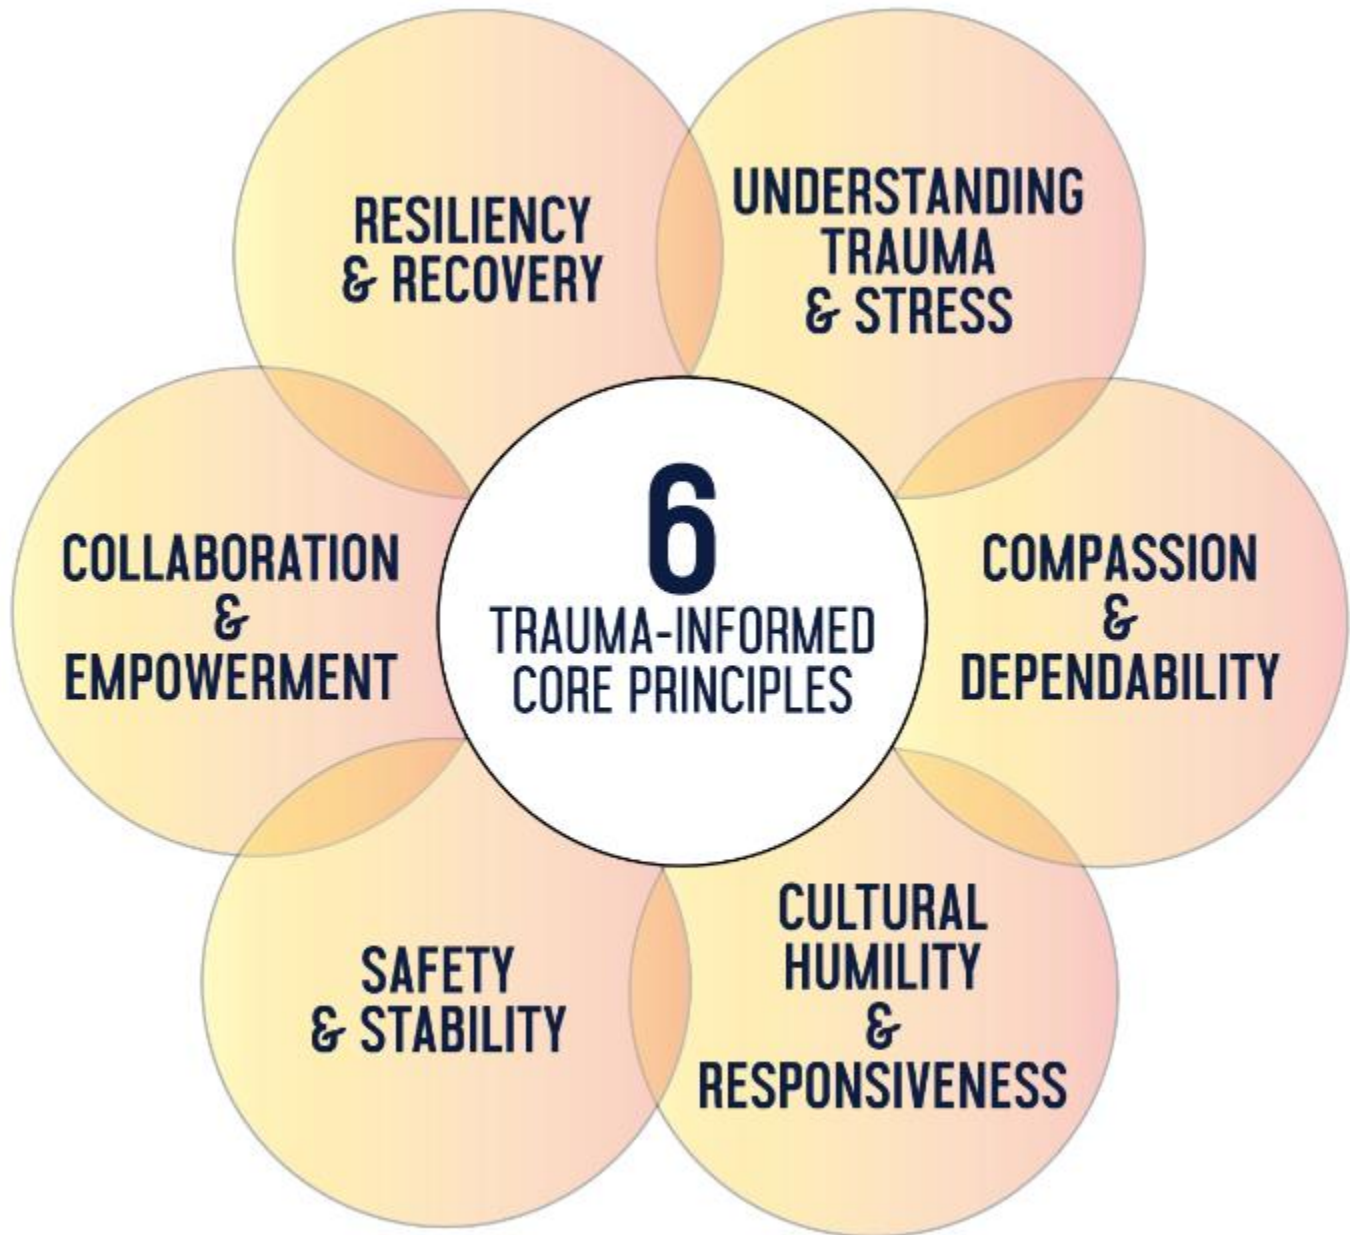 RESILIENCY
& RECOVERY
UNDERSTANDING
TRAUMA
& STRESS
COLLABORATION
&
EMPOWERMENT
6
TRAUMA-INFORMED
CORE PRINCIPLES
COMPASSION
&
DEPENDABILITY
SAFETY
& STABILITY
CULTURAL
HUMILITY
&
RESPONSIVENESS